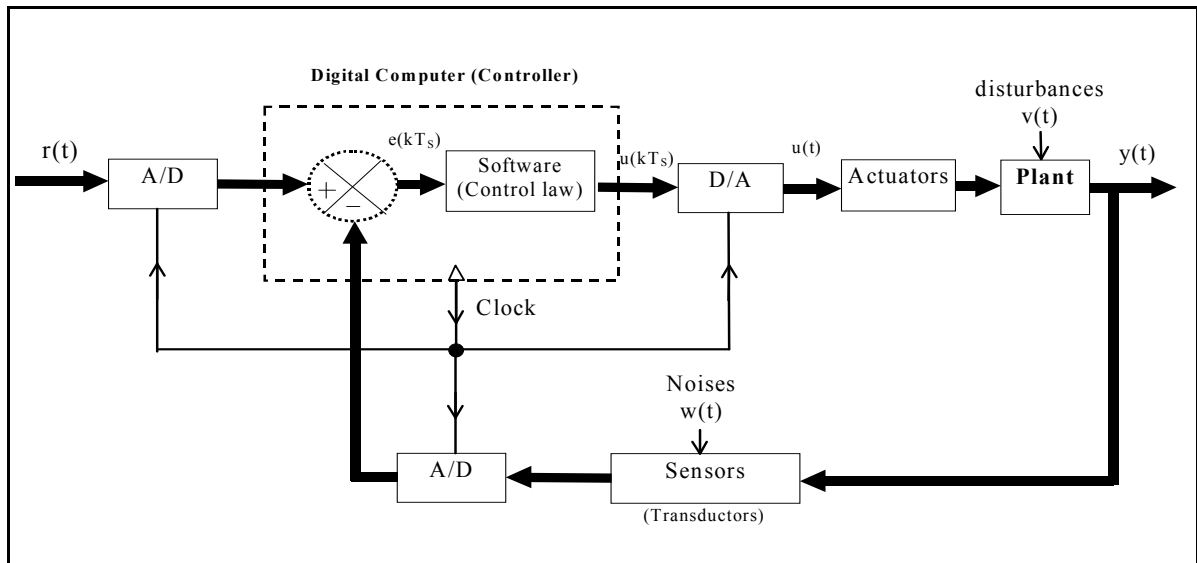 Digital Computer (Controller)
disturbances
v(t)
r(t)
e(kTS)
u(kTS)
u(t)
y(t)
A/D
+
−
Software
(Control law)
D/A
Actuators
Plant
Clock
Noises
w(t)
A/D
Sensors
(Transductors)